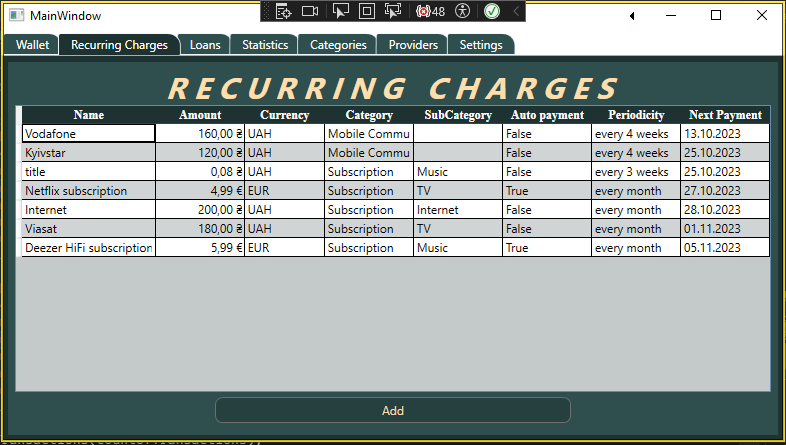 MainWindow
48
Wallet Recurring Charges Loans Statistics Categories Providers Settings
RECURRING CHARGES
Name Amount Currency Category SubCategory Auto payment Periodicity Next Payment
Vodafone 160,00 ₴ UAH Mobile Commu False every 4 weeks 13.10.2023
Kyivstar 120,00 ₴ UAH Mobile Commu False every 4 weeks 25.10.2023
title 0,08 ₴ UAH Subscription Music False every 3 weeks 25.10.2023
Netflix subscription 4,99 € EUR Subscription TV True every month 27.10.2023
Internet 200,00 ₴ UAH Subscription Internet False every month 28.10.2023
Viasat 180,00 ₴ UAH Subscription TV False every month 01.11.2023
Deezer HiFi subscription 5,99 € EUR Subscription Music True every month 05.11.2023
Add